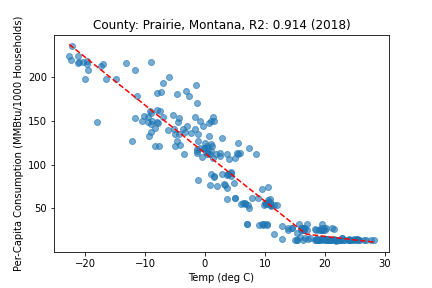 County: Prairie, Montana, R2: 0.914 (2018)
Per-Capita Consumption (MMBtu/1000 Households)
200
150
100
50
−20 −10 0 10 20 30
Temp (deg C)